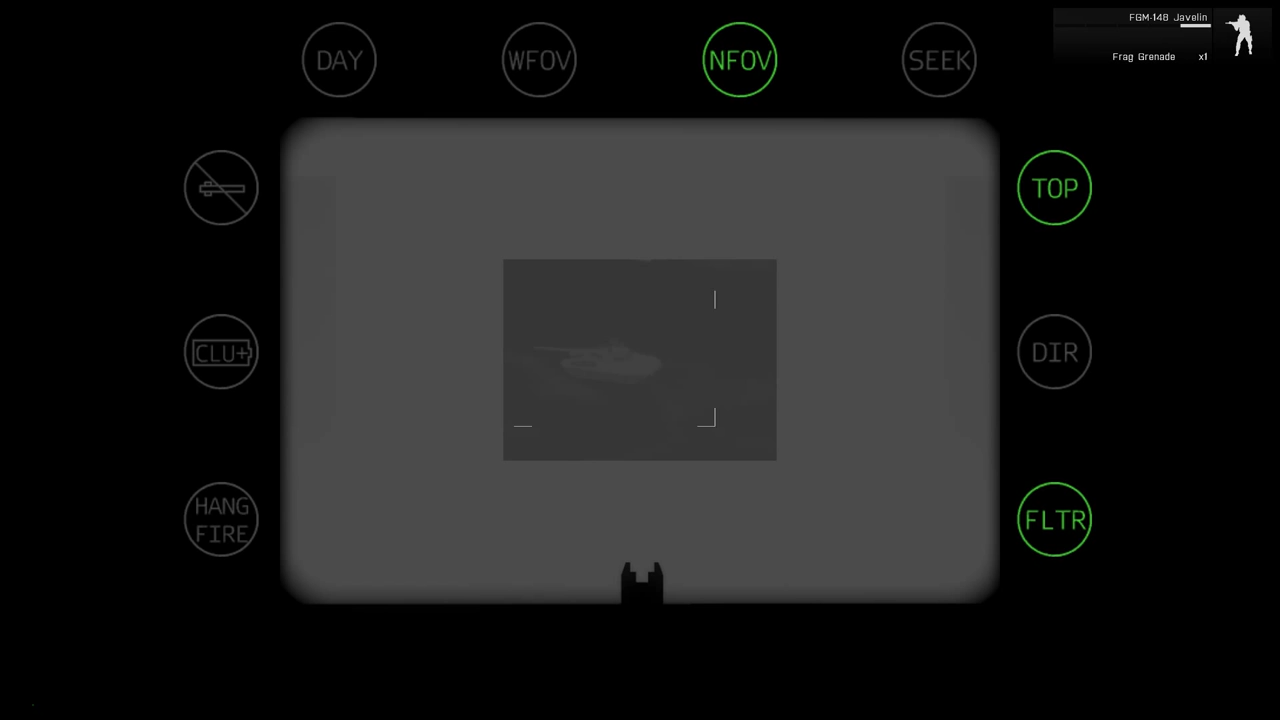 FGM-148 Javelin
Frag Grenade x1
DAY
WFOV
NFOV
SEEK
TOP
CLU+
DIR
HANG
FIRE
FLTR